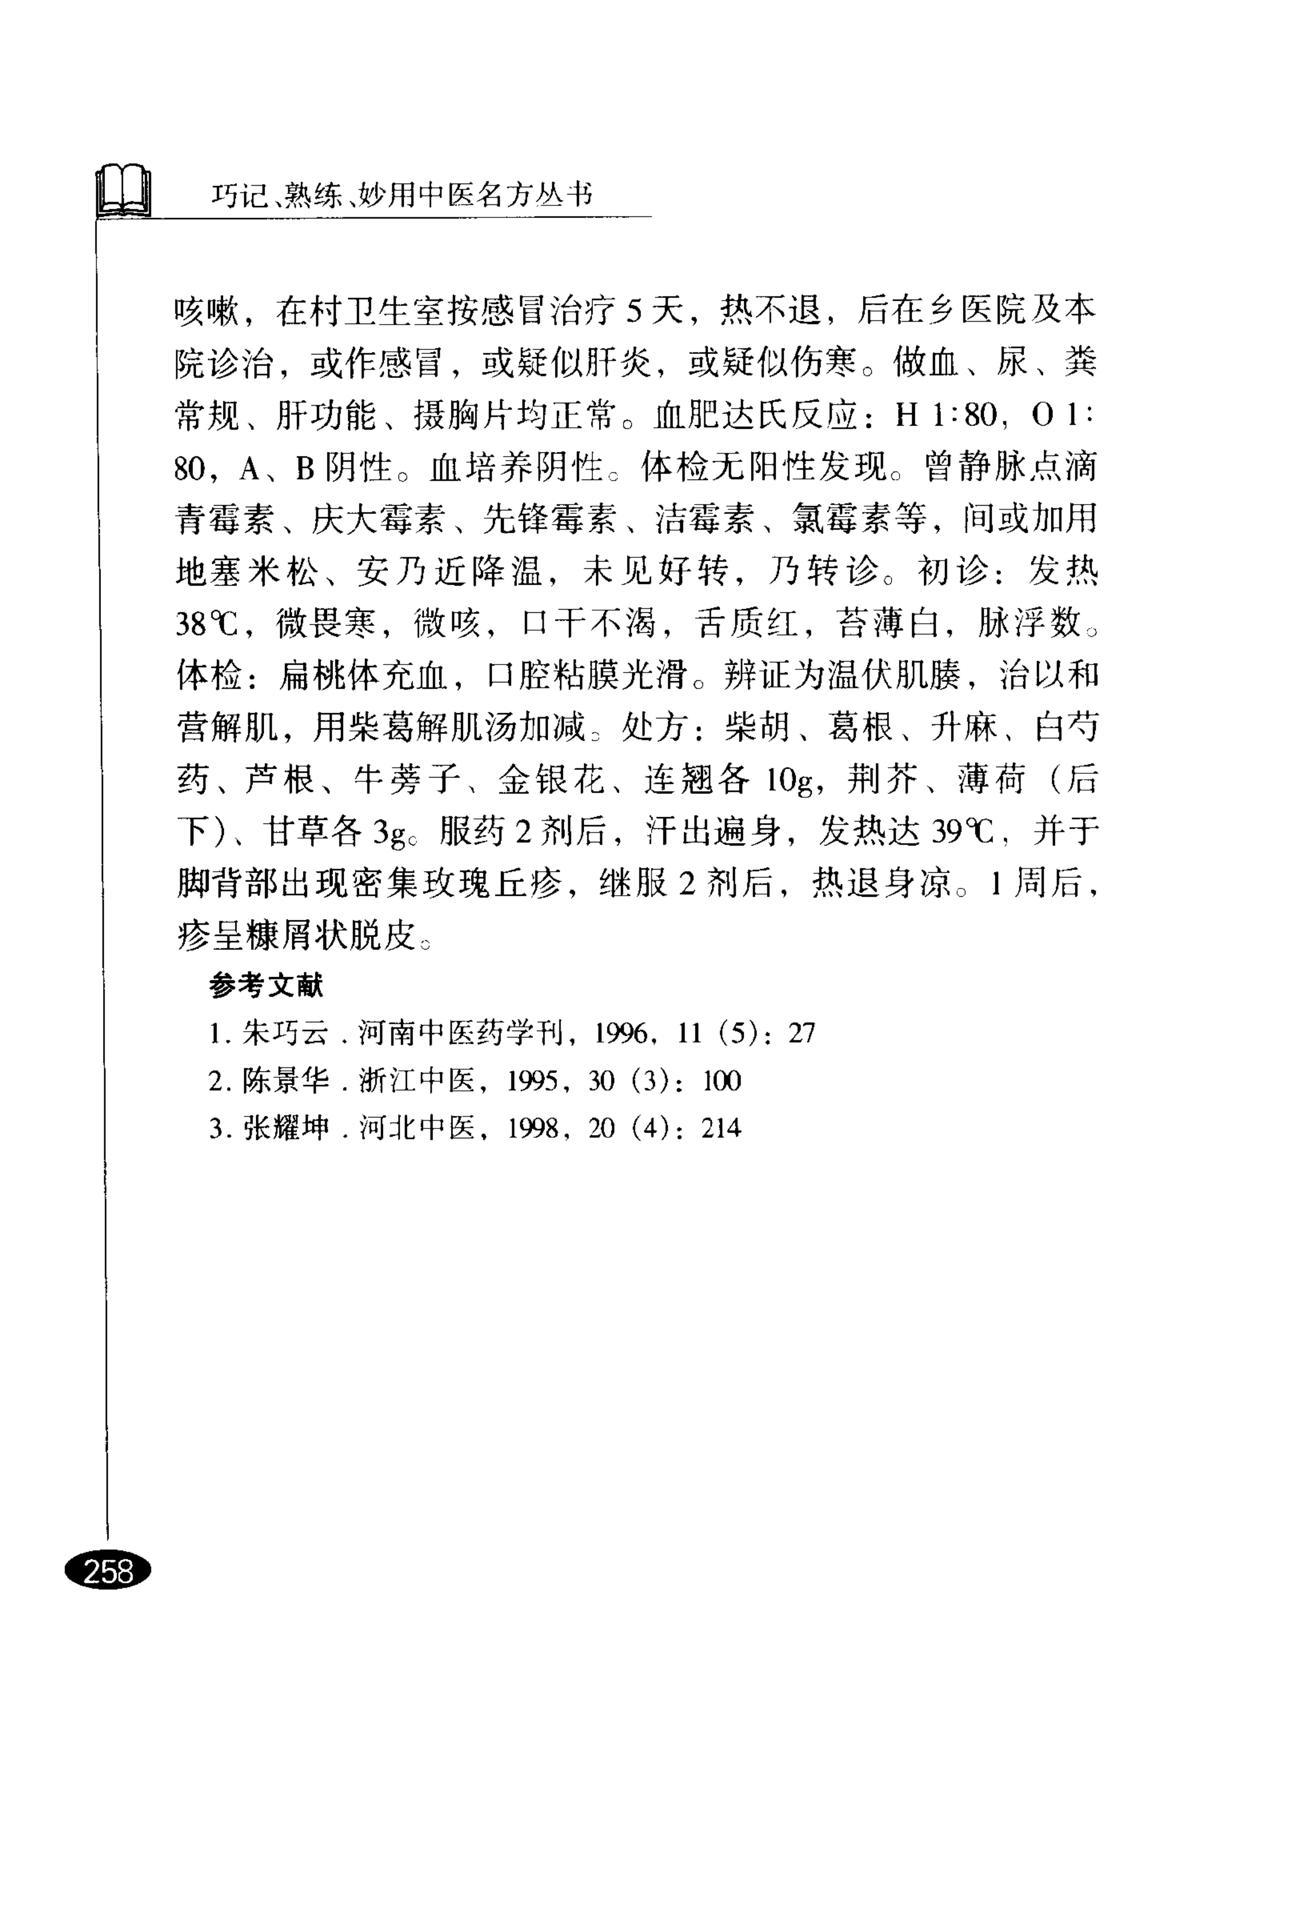 巧记、熟练、妙用中医名方丛书
咳嗽，在村卫生室按感冒治疗 5 天，热不退，后在乡医院及本
院诊治，或作感冒，或疑似肝炎，或疑似伤寒。做血、尿、粪
常规、肝功能、摄胸片均正常。血肥达氏反应：H 1:80，O 1:
80，A、B 阴性。血培养阴性。体检无阳性发现。曾静脉点滴
青霉素、庆大霉素、先锋霉素、洁霉素、氯霉素等，间或加用
地塞米松、安乃近降温，未见好转，乃转诊。初诊：发热
38℃，微畏寒，微咳，口干不渴，舌质红，苔薄白，脉浮数。
体检：扁桃体充血，口腔粘膜光滑。辨证为温伏肌腠，治以和
营解肌，用柴葛解肌汤加减。处方：柴胡、葛根、升麻、白芍
药、芦根、牛蒡子、金银花、连翘各 10g，荆芥、薄荷（后
下）、甘草各 3g。服药 2 剂后，汗出遍身，发热达 39℃，并于
脚背部出现密集玫瑰丘疹，继服 2 剂后，热退身凉。1 周后，
疹呈糠屑状脱皮。
参考文献
1. 朱巧云．河南中医药学刊，1996，11（5）：27
2. 陈景华．浙江中医，1995，30（3）：100
3. 张耀坤．河北中医，1998，20（4）：214
258